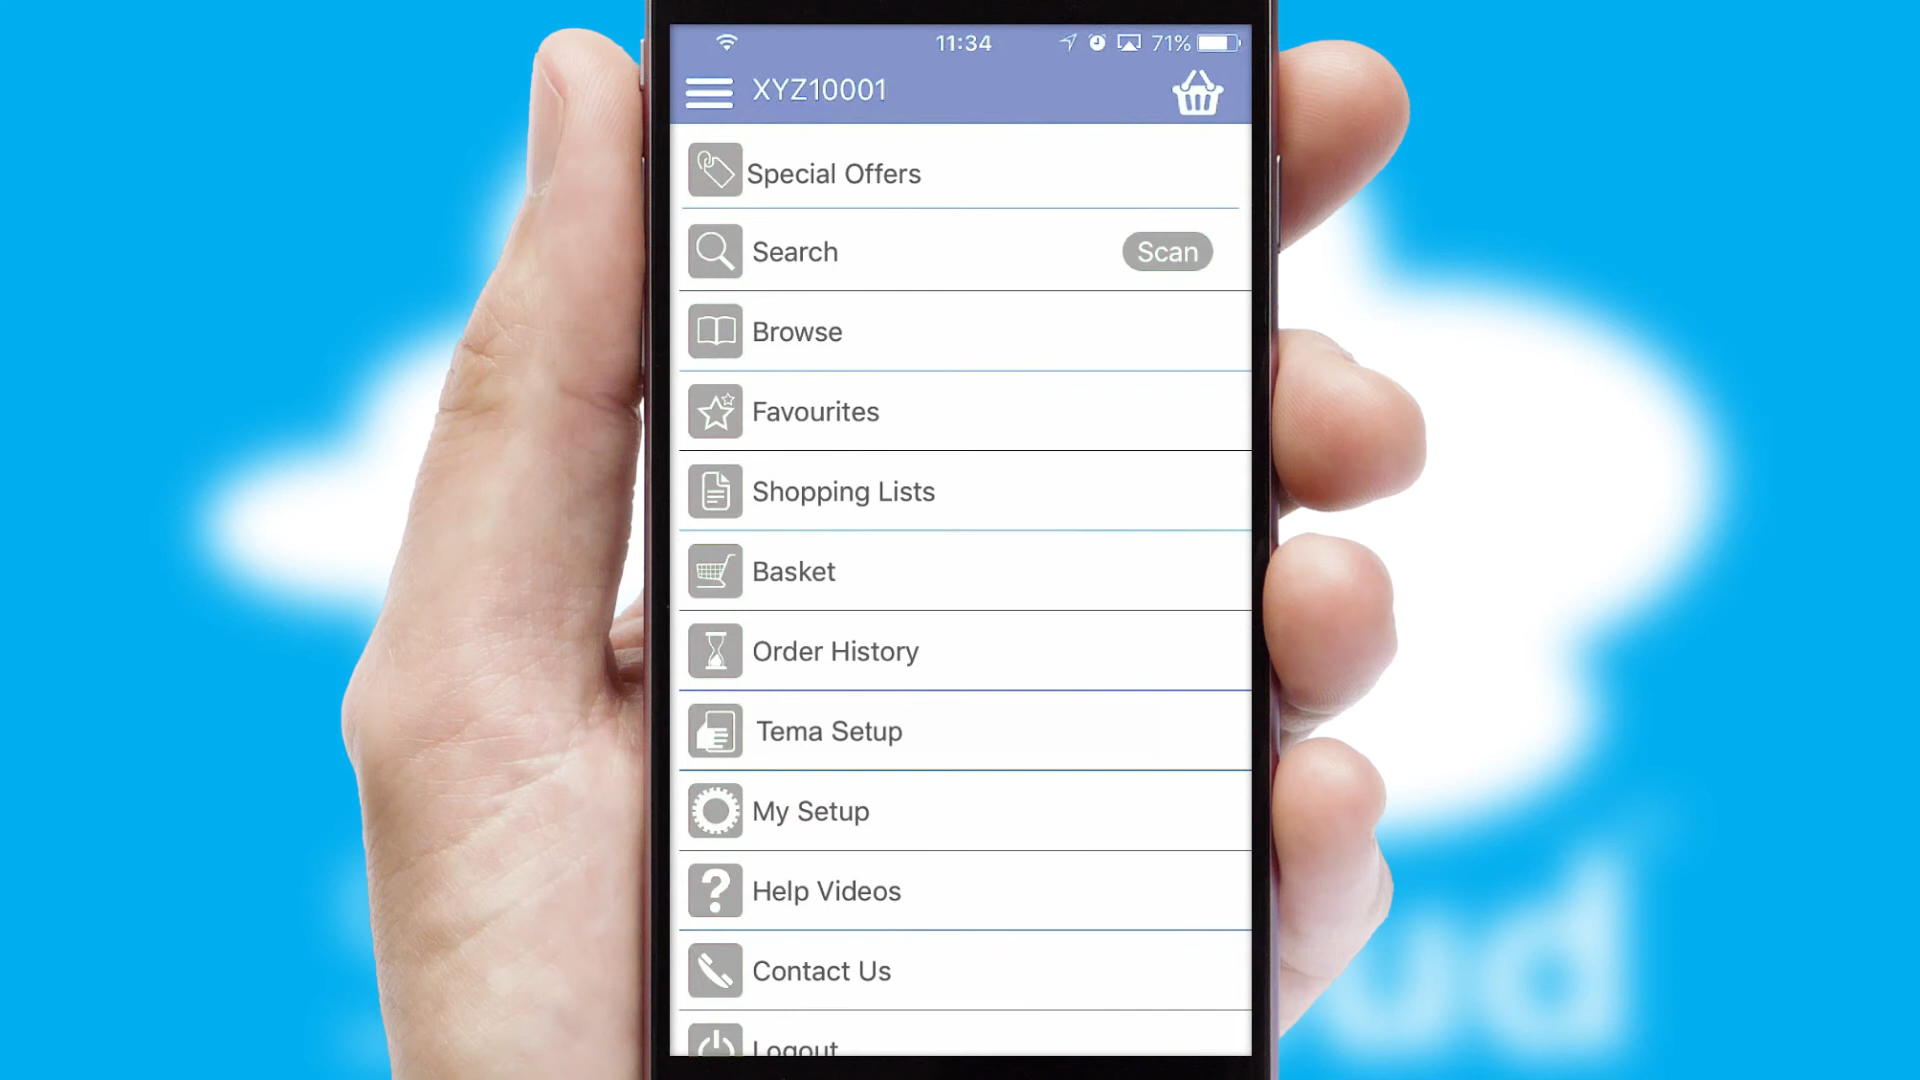 11:34
71%
XYZ10001
Special Offers
Search
Scan
Browse
Favourites
Shopping Lists
Basket
Order History
Tema Setup
My Setup
Help Videos
Contact Us
Logout
ud